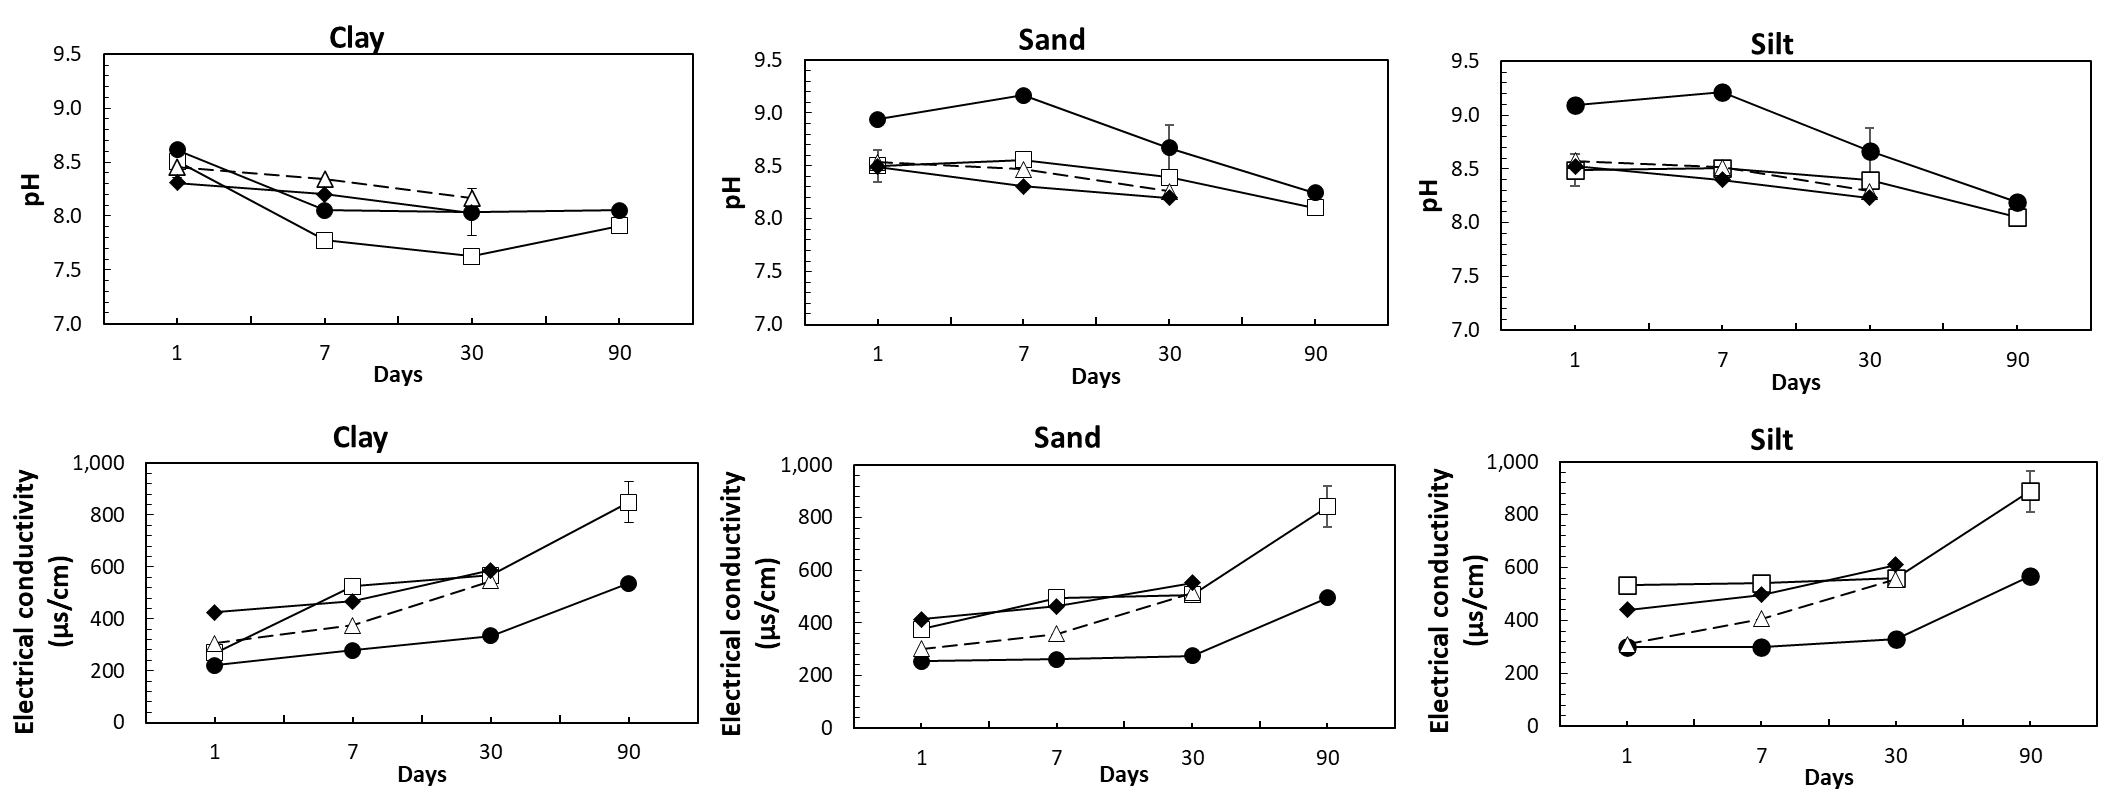 Clay
9.5
9.0
8.5
8.0
7.5
7.0
pH
1 7 30 90
Days
Sand
9.5
9.0
8.5
8.0
7.5
7.0
pH
1 7 30 90
Days
Silt
9.5
9.0
8.5
8.0
7.5
7.0
pH
1 7 30 90
Days
Clay
1,000
800
600
400
200
0
Electrical conductivity
(µs/cm)
1 7 30 90
Days
Sand
1,000
800
600
400
200
0
Electrical conductivity
(µs/cm)
1 7 30 90
Days
Silt
1,000
800
600
400
200
0
Electrical conductivity
(µs/cm)
1 7 30 90
Days